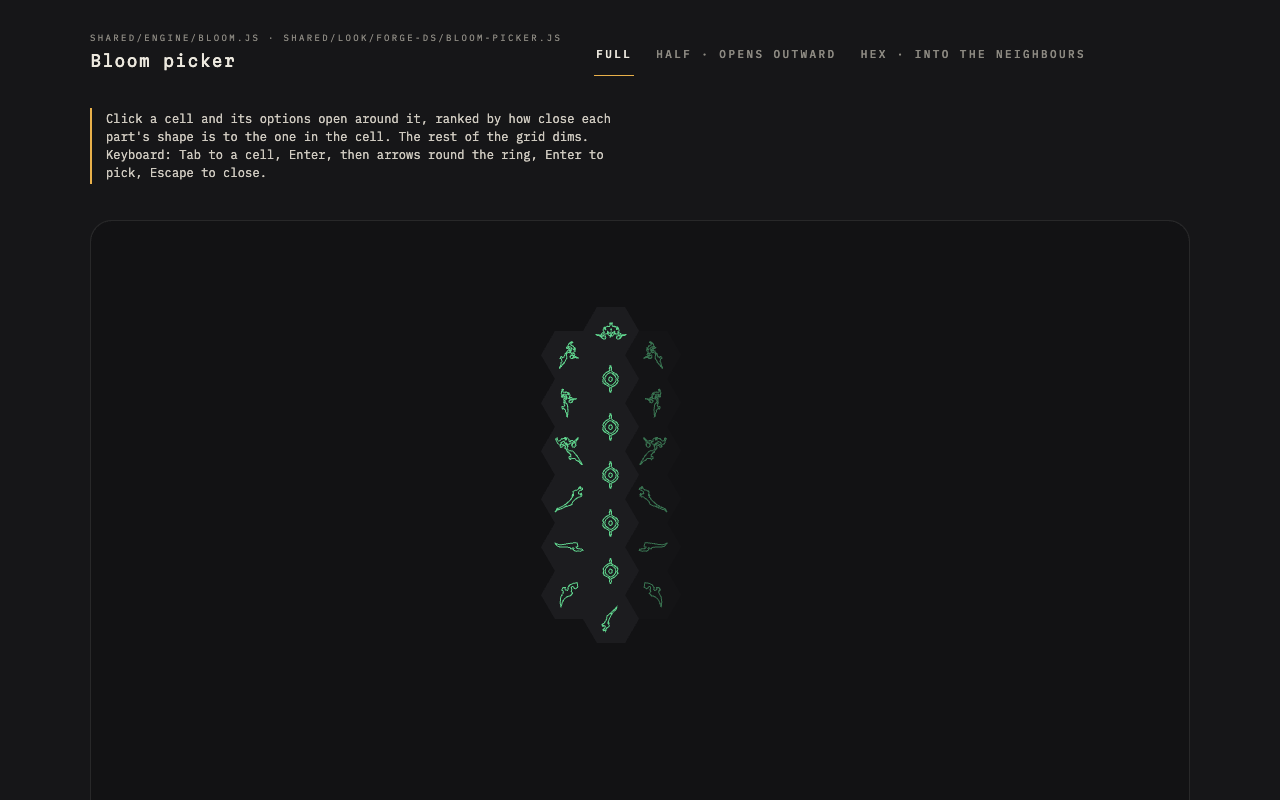 SHARED/ENGINE/BLOOM.JS · SHARED/LOOK/FORGE-DS/BLOOM-PICKER.JS
Bloom picker
FULL
HALF · OPENS OUTWARD
HEX · INTO THE NEIGHBOURS
Click a cell and its options open around it, ranked by how close each
part's shape is to the one in the cell. The rest of the grid dims.
Keyboard: Tab to a cell, Enter, then arrows round the ring, Enter to
pick, Escape to close.